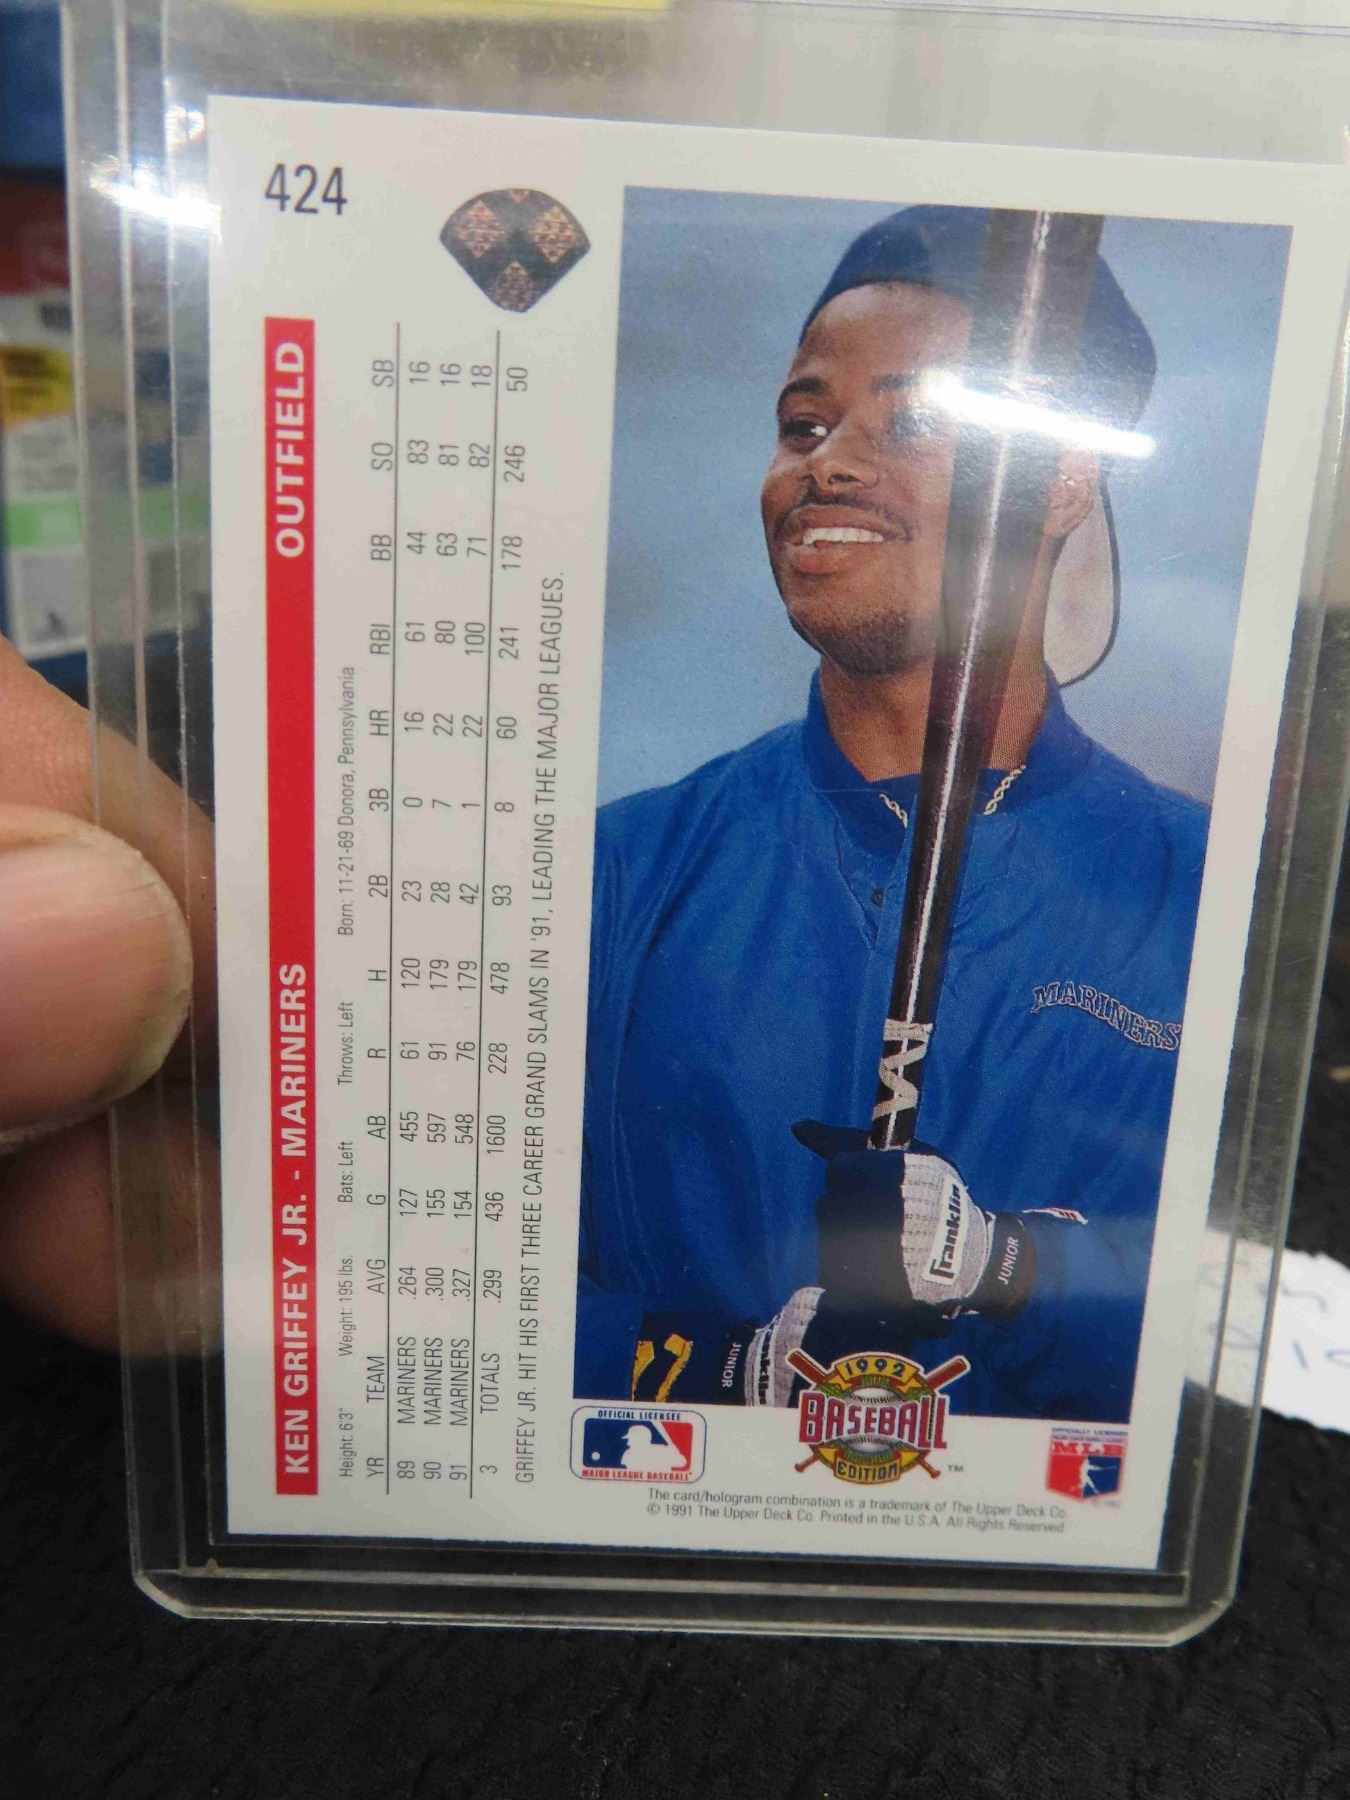 424
KEN GRIFFEY JR. - MARINERS OUTFIELD
Height: 6'3" Weight: 195 lbs. Bats: Left Throws: Left Born: 11-21-69 Donora, Pennsylvania
YR TEAM AVG G AB R H 2B 3B HR RBI BB SO SB
89 MARINERS .264 127 455 61 120 23 0 16 61 44 83 16
90 MARINERS .300 155 597 91 179 28 7 22 80 63 81 16
91 MARINERS .327 154 548 76 179 42 1 22 100 71 82 18
3 TOTALS .299 436 1600 228 478 93 8 60 241 178 246 50
GRIFFEY JR. HIT HIS FIRST THREE CAREER GRAND SLAMS IN '91, LEADING THE MAJOR LEAGUES.
MARINERS
Franklin
JUNIOR
JUNIOR
OFFICIAL LICENSEE
MAJOR LEAGUE BASEBALL
1992
BASEBALL
EDITION
TM
OFFICIALLY LICENSED
MLB
The card/hologram combination is a trademark of The Upper Deck Co.
© 1991 The Upper Deck Co. Printed in the U.S.A. All Rights Reserved